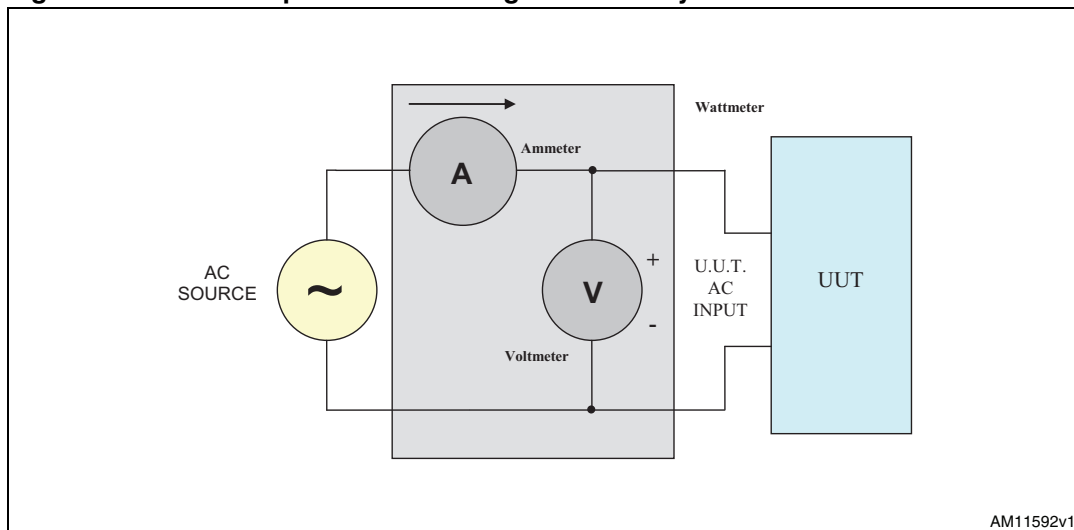 Ammeter
Wattmeter
A
AC
SOURCE
~
V
+
-
U.U.T.
AC
INPUT
UUT
Voltmeter
AM11592v1